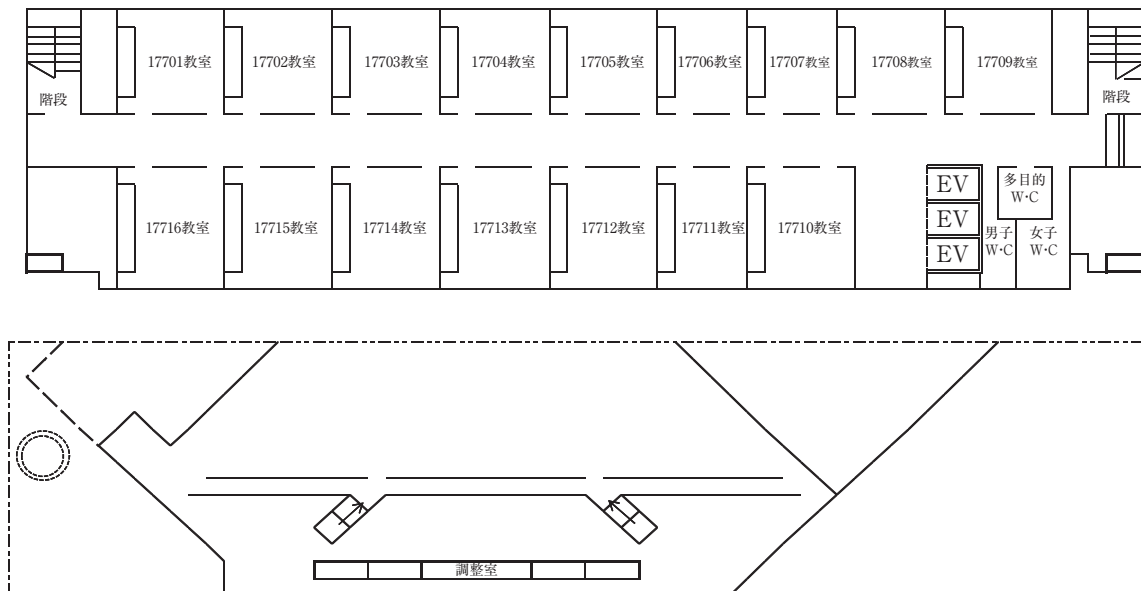 17701教室
17702教室
17703教室
17704教室
17705教室
17706教室
17707教室
17708教室
17709教室
階段
階段
17716教室
17715教室
17714教室
17713教室
17712教室
17711教室
17710教室
EV
EV
EV
多目的
W·C
男子
W·C
女子
W·C
調整室